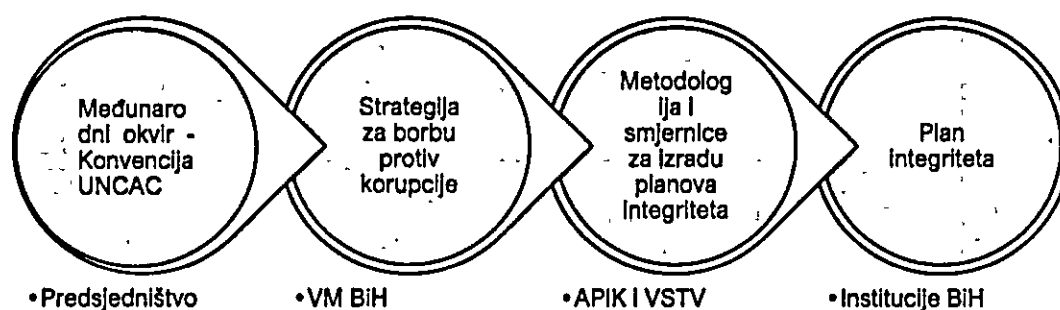 Međunaro
dni okvir -
Konvencija
UNCAC
Strategija
za borbu
protiv
korupcije
Metodolog
ija i
smjernice
za izradu
planova
integriteta
Plan
integriteta
•Predsjedništvo
•VM BiH
•APIK i VSTV
•Institucije BiH